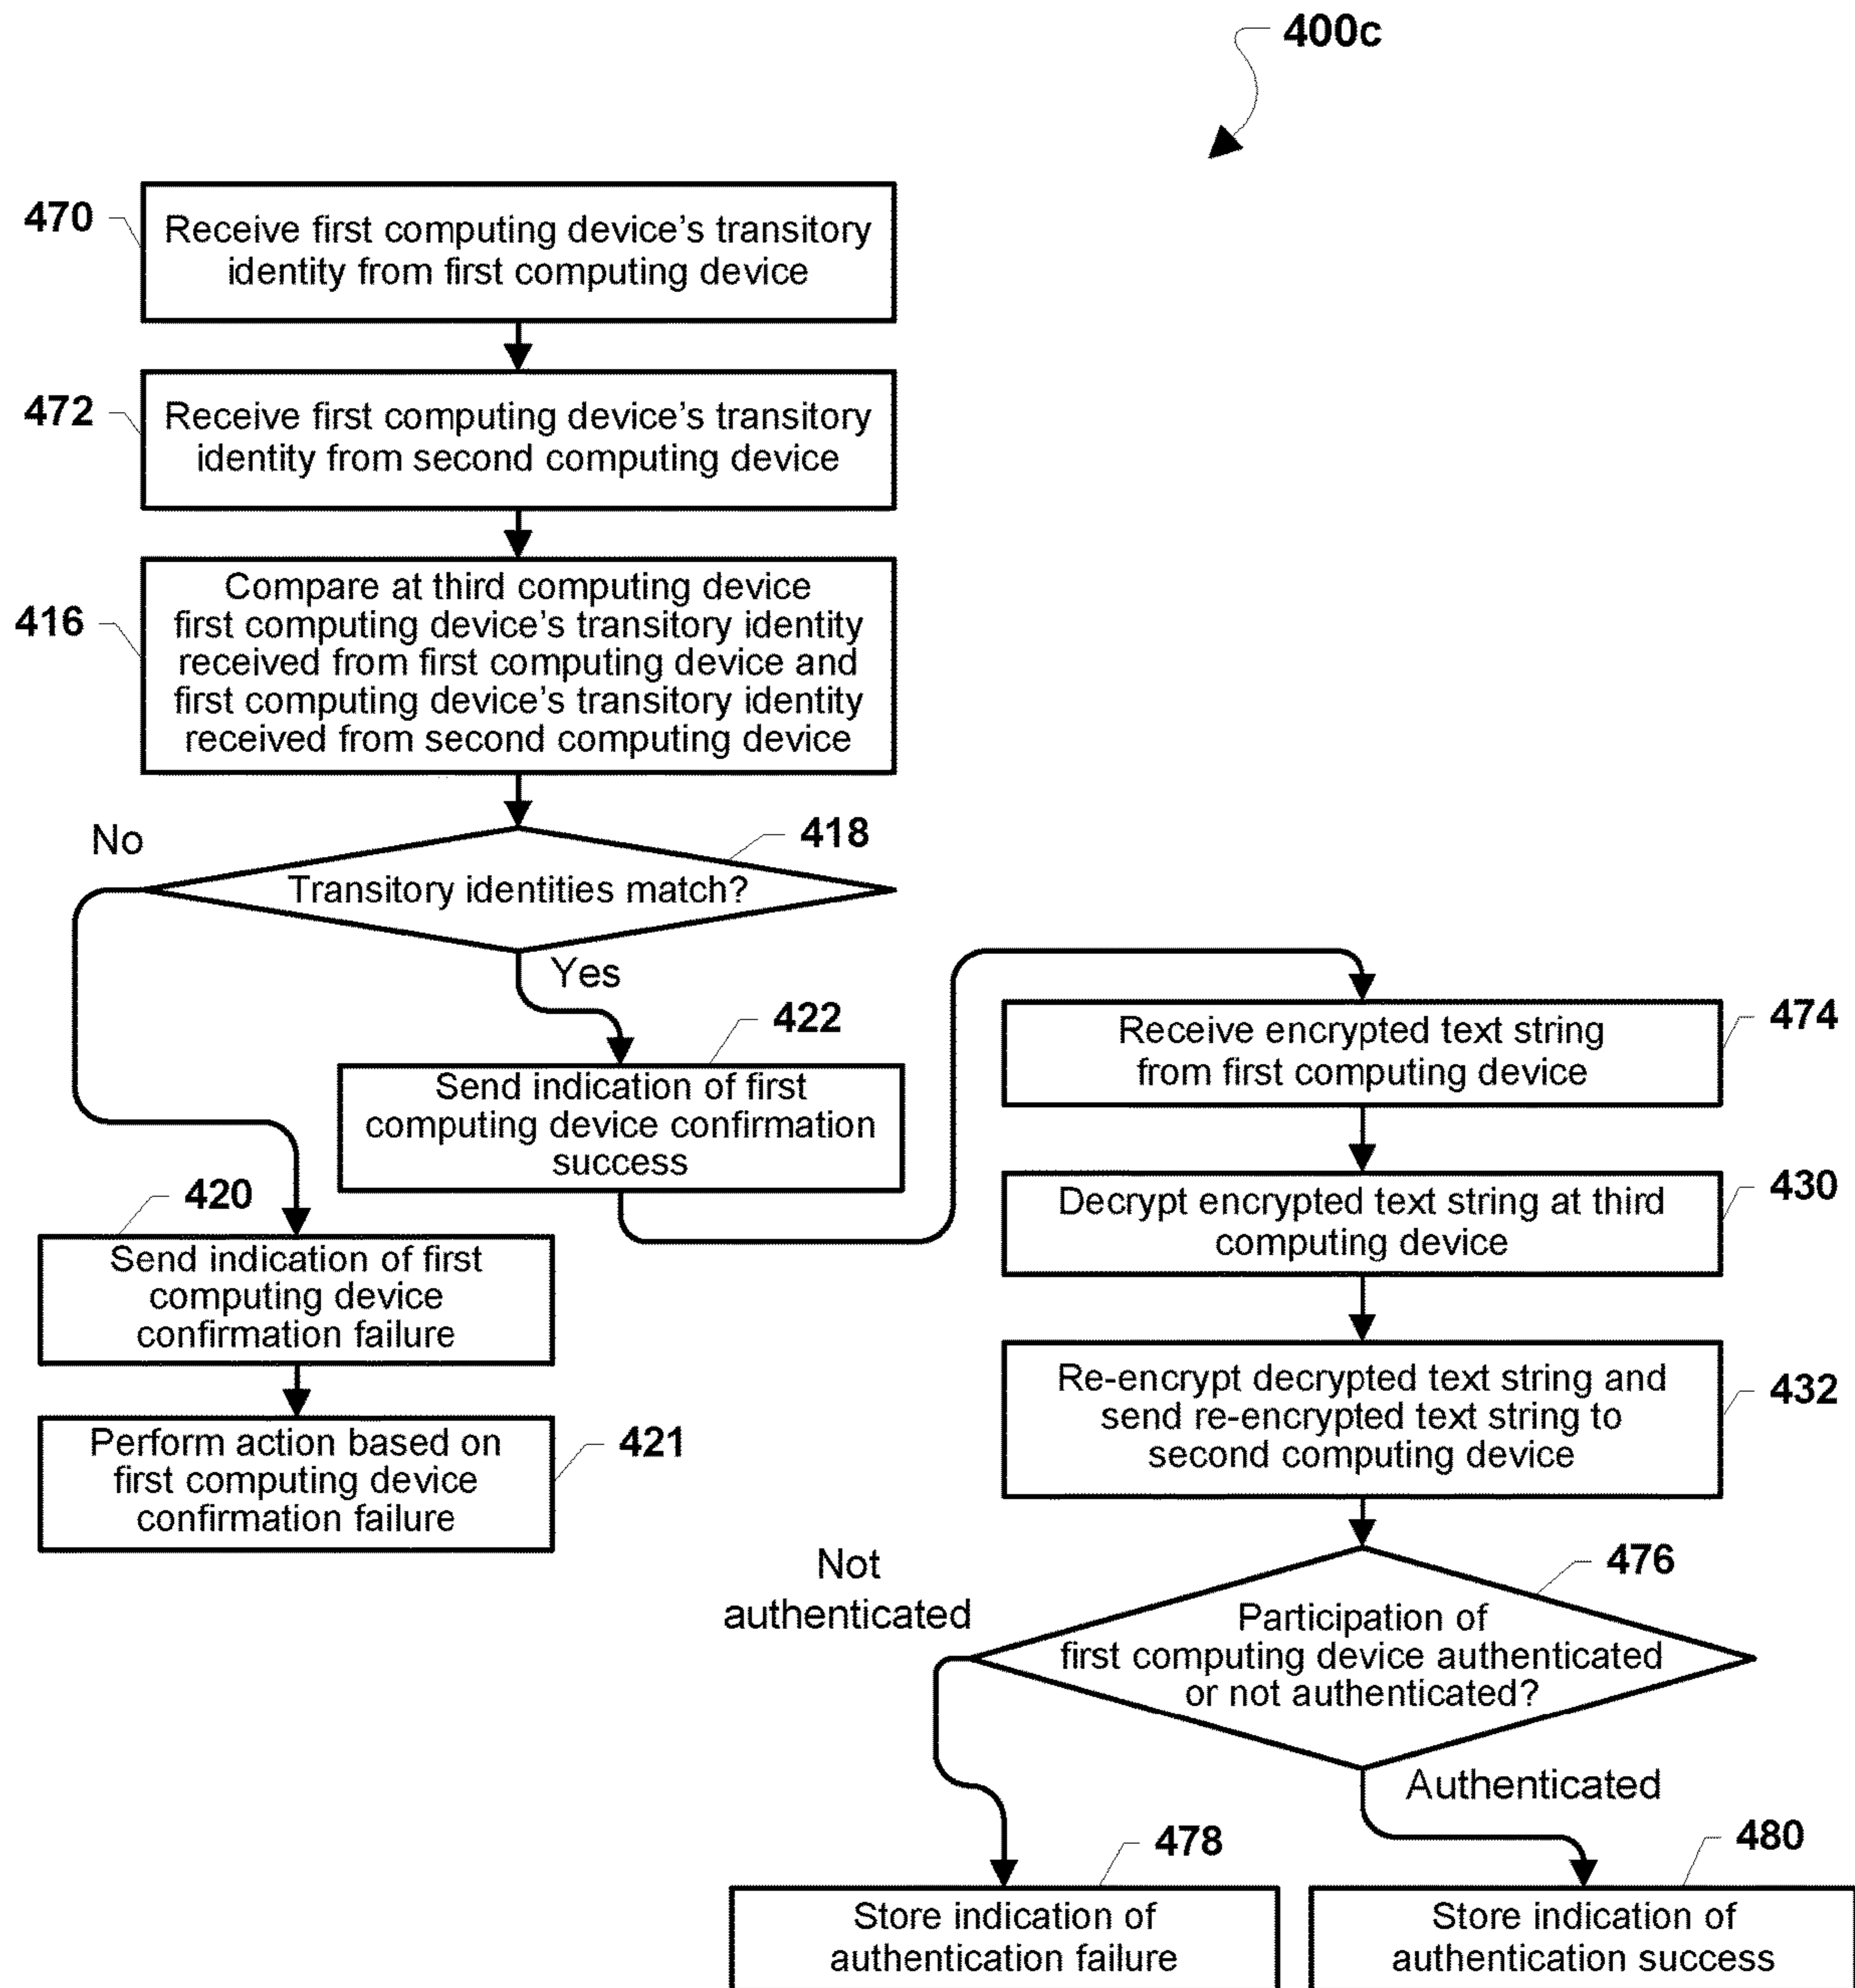 400c
470
Receive first computing device's transitory
identity from first computing device
472
Receive first computing device's transitory
identity from second computing device
416
Compare at third computing device
first computing device's transitory identity
received from first computing device and
first computing device's transitory identity
received from second computing device
No
418
Transitory identities match?
Yes
422
Send indication of first
computing device confirmation
success
420
Send indication of first
computing device
confirmation failure
Perform action based on
first computing device
confirmation failure
421
474
Receive encrypted text string
from first computing device
430
Decrypt encrypted text string at third
computing device
432
Re-encrypt decrypted text string and
send re-encrypted text string to
second computing device
476
Participation of
first computing device authenticated
or not authenticated?
Not
authenticated
Authenticated
478
Store indication of
authentication failure
480
Store indication of
authentication success